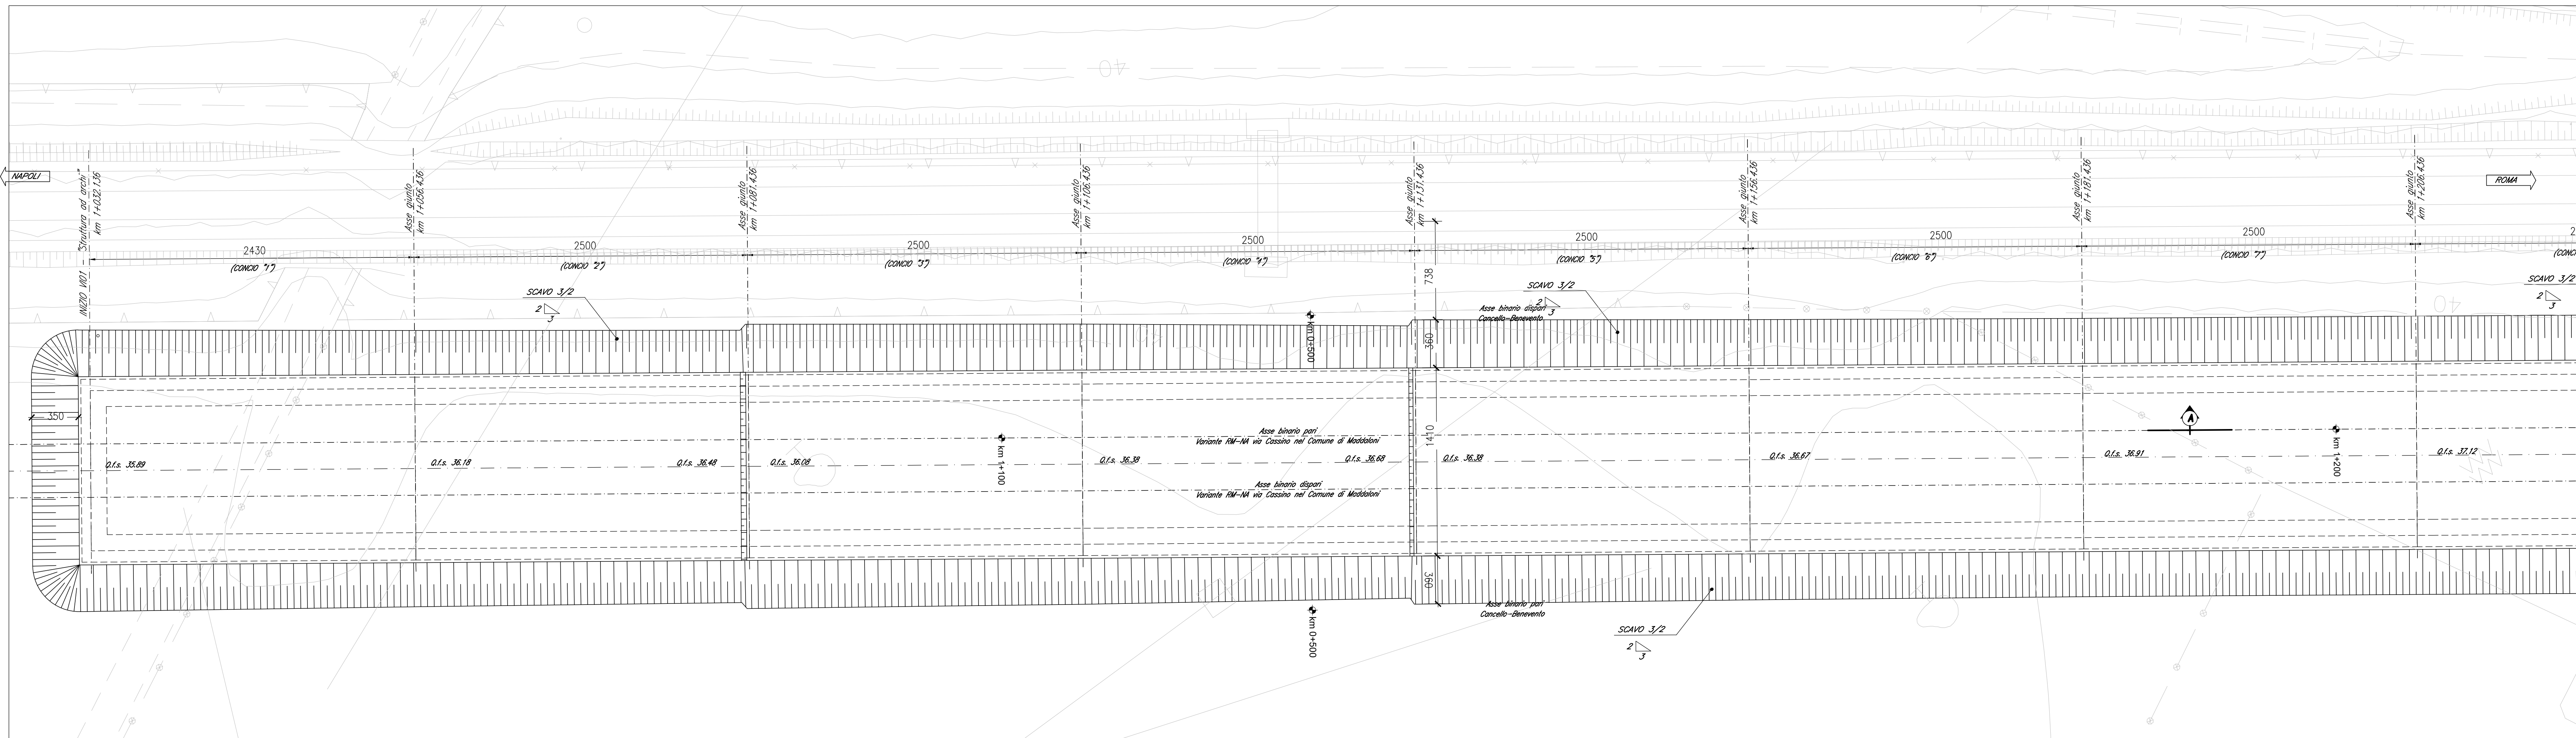 NAPOLI
INIZIO VI01 - "Struttura ad archi"
km 1+032.136
Asse giunto
km 1+056.436
Asse giunto
km 1+081.436
Asse giunto
km 1+106.436
Asse giunto
km 1+131.436
Asse giunto
km 1+156.436
Asse giunto
km 1+181.436
Asse giunto
km 1+206.436
ROMA
2430
(CONCIO "1")
2500
(CONCIO "2")
2500
(CONCIO "3")
2500
(CONCIO "4")
2500
(CONCIO "5")
2500
(CONCIO "6")
2500
(CONCIO "7")
738
SCAVO 3/2
2
3
SCAVO 3/2
2
3
SCAVO 3/2
2
3
Asse binario dispari
Cancello-Benevento
km 0+500
360
350
1410
Asse binario pari
Variante RM-NA via Cassino nel Comune di Maddaloni
km 1+100
A
km 1+200
Q.f.s. 35.89
Q.f.s. 36.18
Q.f.s. 36.48
Q.f.s. 36.08
Q.f.s. 36.38
Q.f.s. 36.68
Q.f.s. 36.38
Q.f.s. 36.67
Q.f.s. 36.91
Q.f.s. 37.12
Asse binario dispari
Variante RM-NA via Cassino nel Comune di Maddaloni
360
Asse binario pari
Cancello-Benevento
km 0+500
SCAVO 3/2
2
3